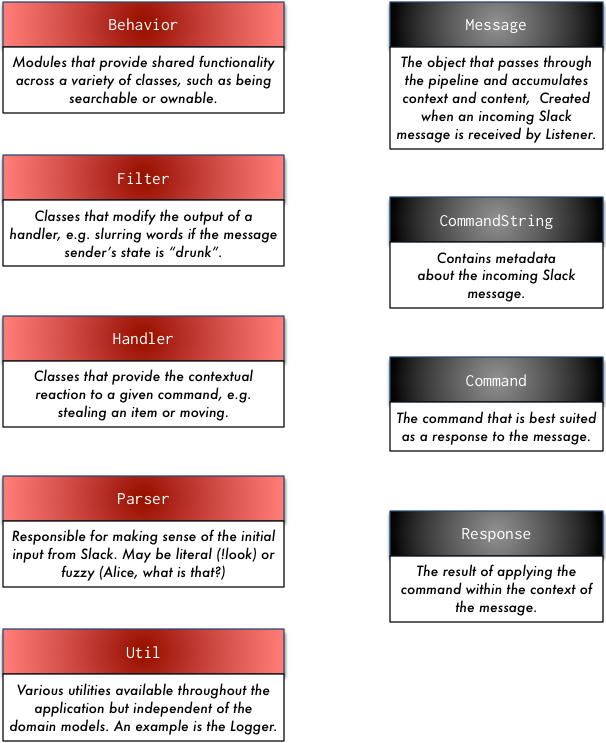 Behavior
Modules that provide shared functionality
across a variety of classes, such as being
searchable or ownable.
Filter
Classes that modify the output of a
handler, e.g. slurring words if the message
sender's state is “drunk”.
Handler
Classes that provide the contextual
reaction to a given command, e.g.
stealing an item or moving.
Parser
Responsible for making sense of the initial
input from Slack. May be literal (!look) or
fuzzy (Alice, what is that?)
Util
Various utilities available throughout the
application but independent of the
domain models. An example is the Logger.
Message
The object that passes through
the pipeline and accumulates
context and content,  Created
when an incoming Slack
message is received by Listener.
CommandString
Contains metadata
about the incoming Slack
message.
Command
The command that is best suited
as a response to the message.
Response
The result of applying the
command within the context of
the message.